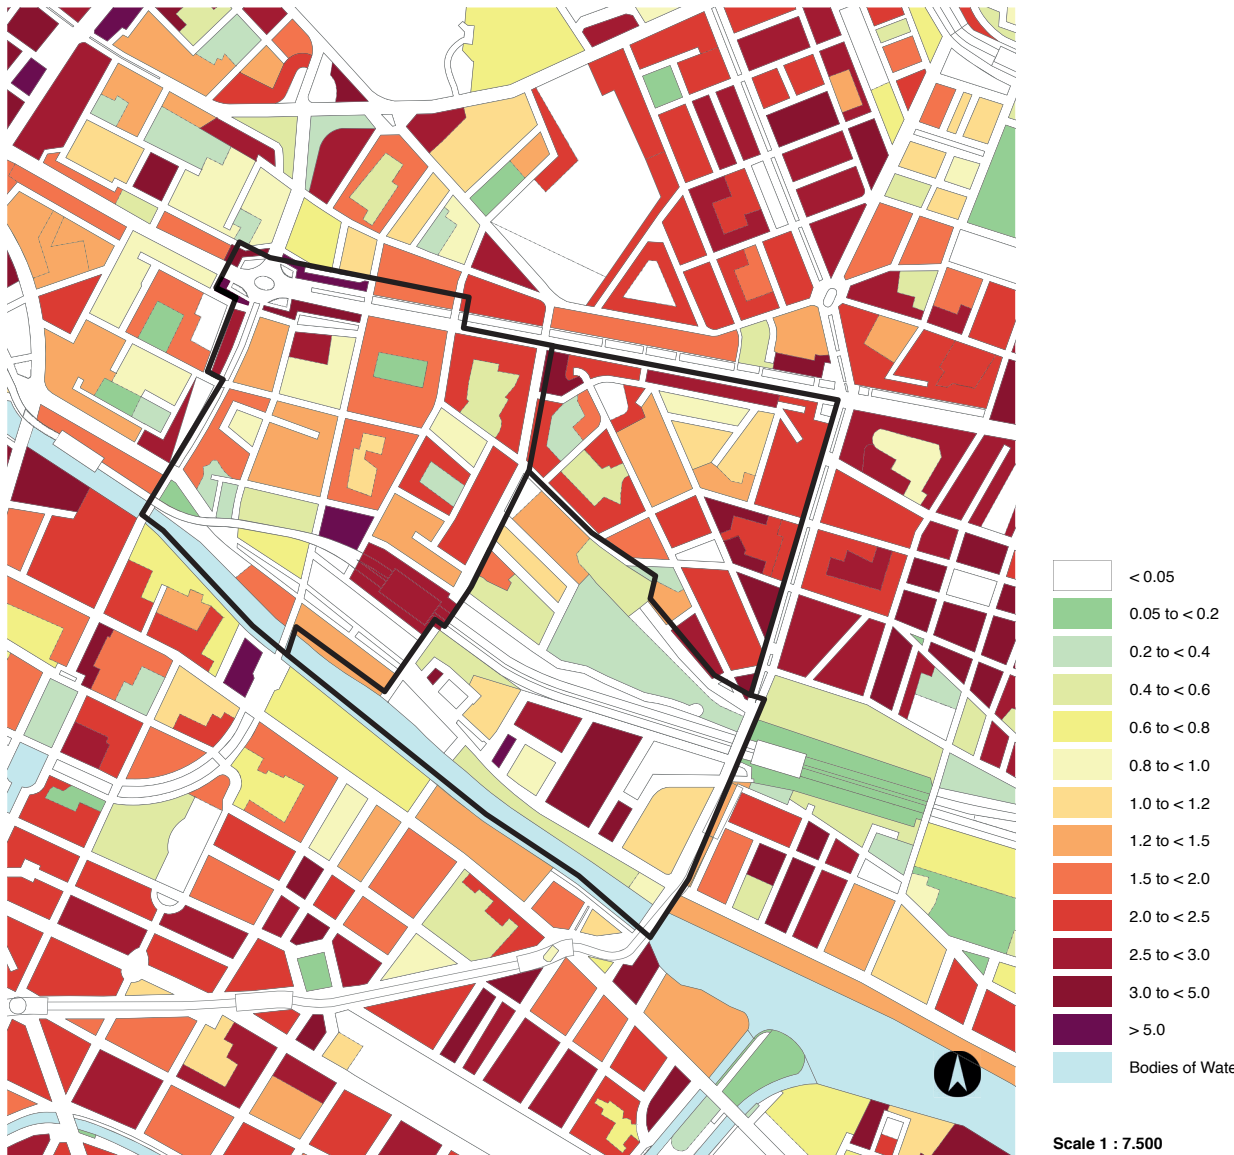 < 0.05
0.05 to < 0.2
0.2 to < 0.4
0.4 to < 0.6
0.6 to < 0.8
0.8 to < 1.0
1.0 to < 1.2
1.2 to < 1.5
1.5 to < 2.0
2.0 to < 2.5
2.5 to < 3.0
3.0 to < 5.0
> 5.0
Bodies of Wate
Scale 1 : 7.500